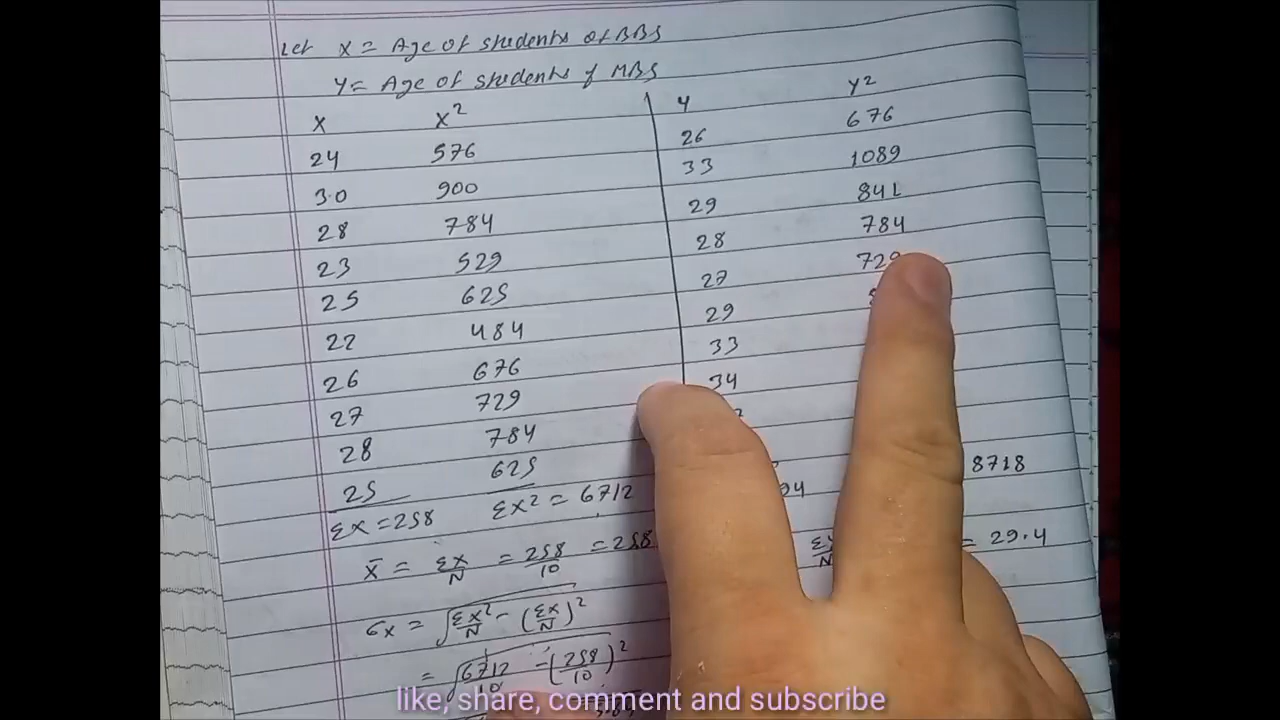 Let X = Age of students of BBS
Y = Age of students of MBS
X X² Y Y²
24 576 26 676
30 900 33 1089
28 784 29 841
23 529 28 784
25 625 27 729
22 484 29
26 676 33
27 729 34
28 784
25 625 8718
ΣX = 258 ΣX² = 6712
X̄ = ΣX/N = 258/10 = 258 = 29.4
σx = √ΣX²/N - (ΣX/N)²
= √6712/10 - (258/10)²
like, share, comment and subscribe